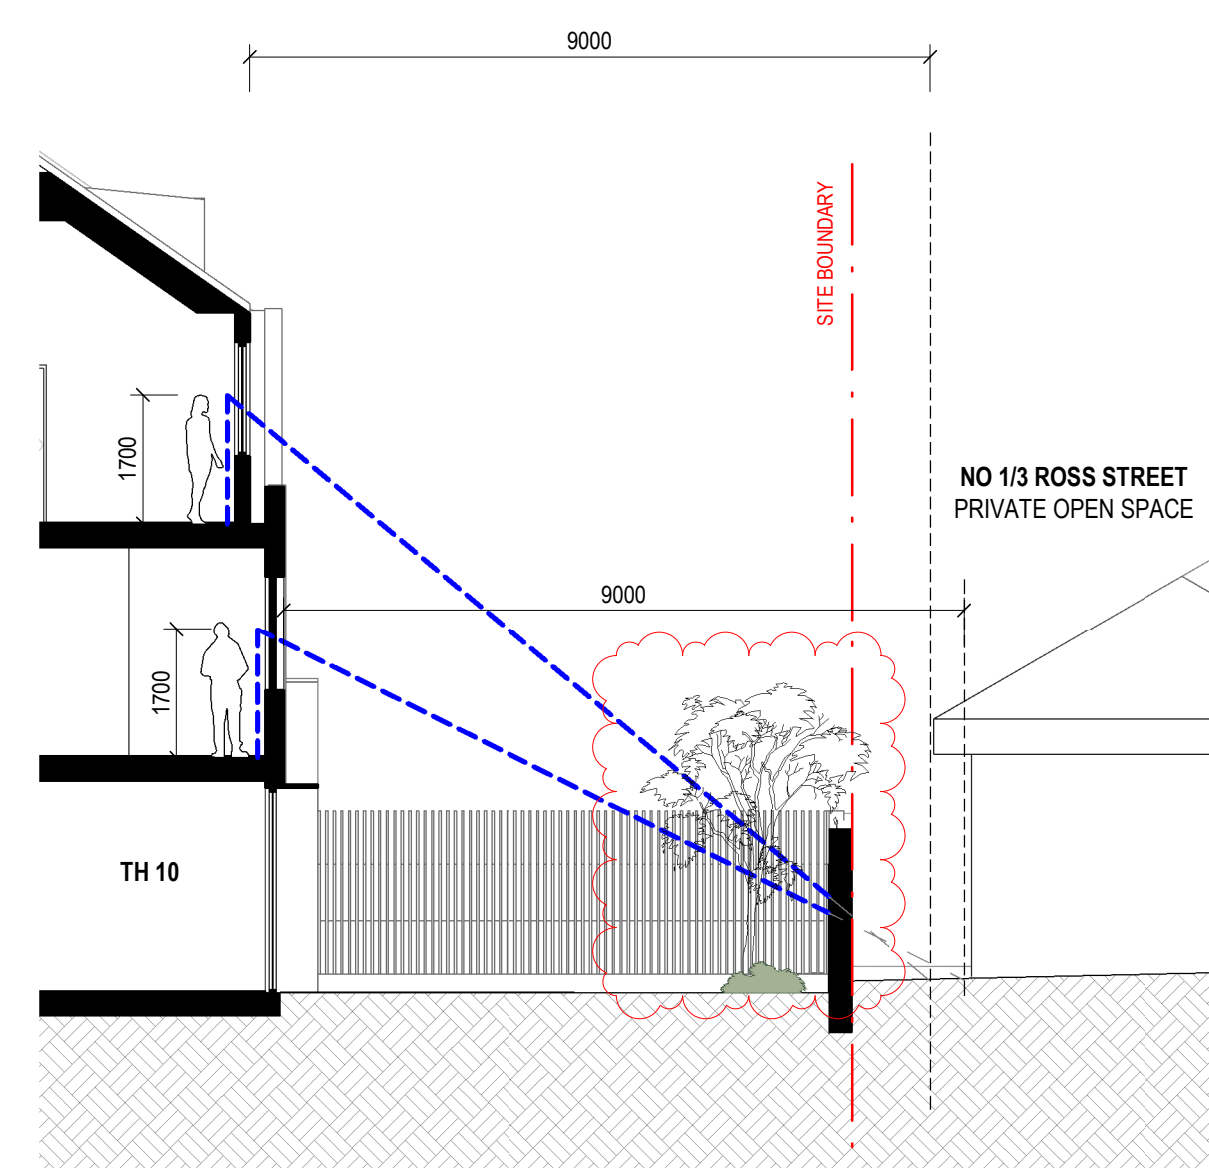 9000
SITE BOUNDARY
1700
NO 1/3 ROSS STREET
PRIVATE OPEN SPACE
9000
1700
TH 10